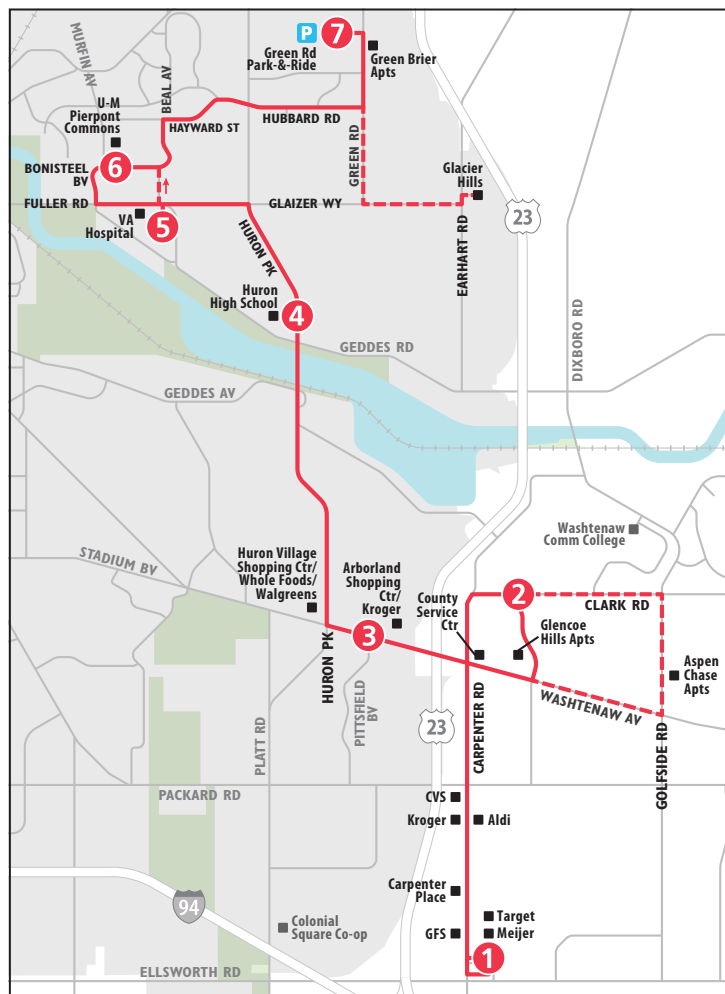 MURFIN AV
BEAL AV
P
7
Green Rd
Park-&-Ride
Green Brier
Apts
U-M
Pierpont
Commons
HAYWARD ST
HUBBARD RD
GREEN RD
BONISTEEL
BV
6
Glacier
Hills
FULLER RD
GLAIZER WY
23
VA
Hospital
5
HURON PK
EARHART RD
Huron
High School
4
GEDDES RD
DIXBORO RD
GEDDES AV
STADIUM BV
Washtenaw
Comm College
Huron Village
Shopping Ctr/
Whole Foods/
Walgreens
Arborland
Shopping
Ctr/
Kroger
County
Service
Ctr
2
CLARK RD
Glencoe
Hills Apts
3
HURON PK
PITTSFIELD
BV
CARPENTER RD
WASHTENAW AV
Aspen
Chase
Apts
PLATT RD
23
GOLFSIDE RD
PACKARD RD
CVS
Kroger
Aldi
Carpenter
Place
94
Colonial
Square Co-op
Target
GFS
Meijer
1
ELLSWORTH RD